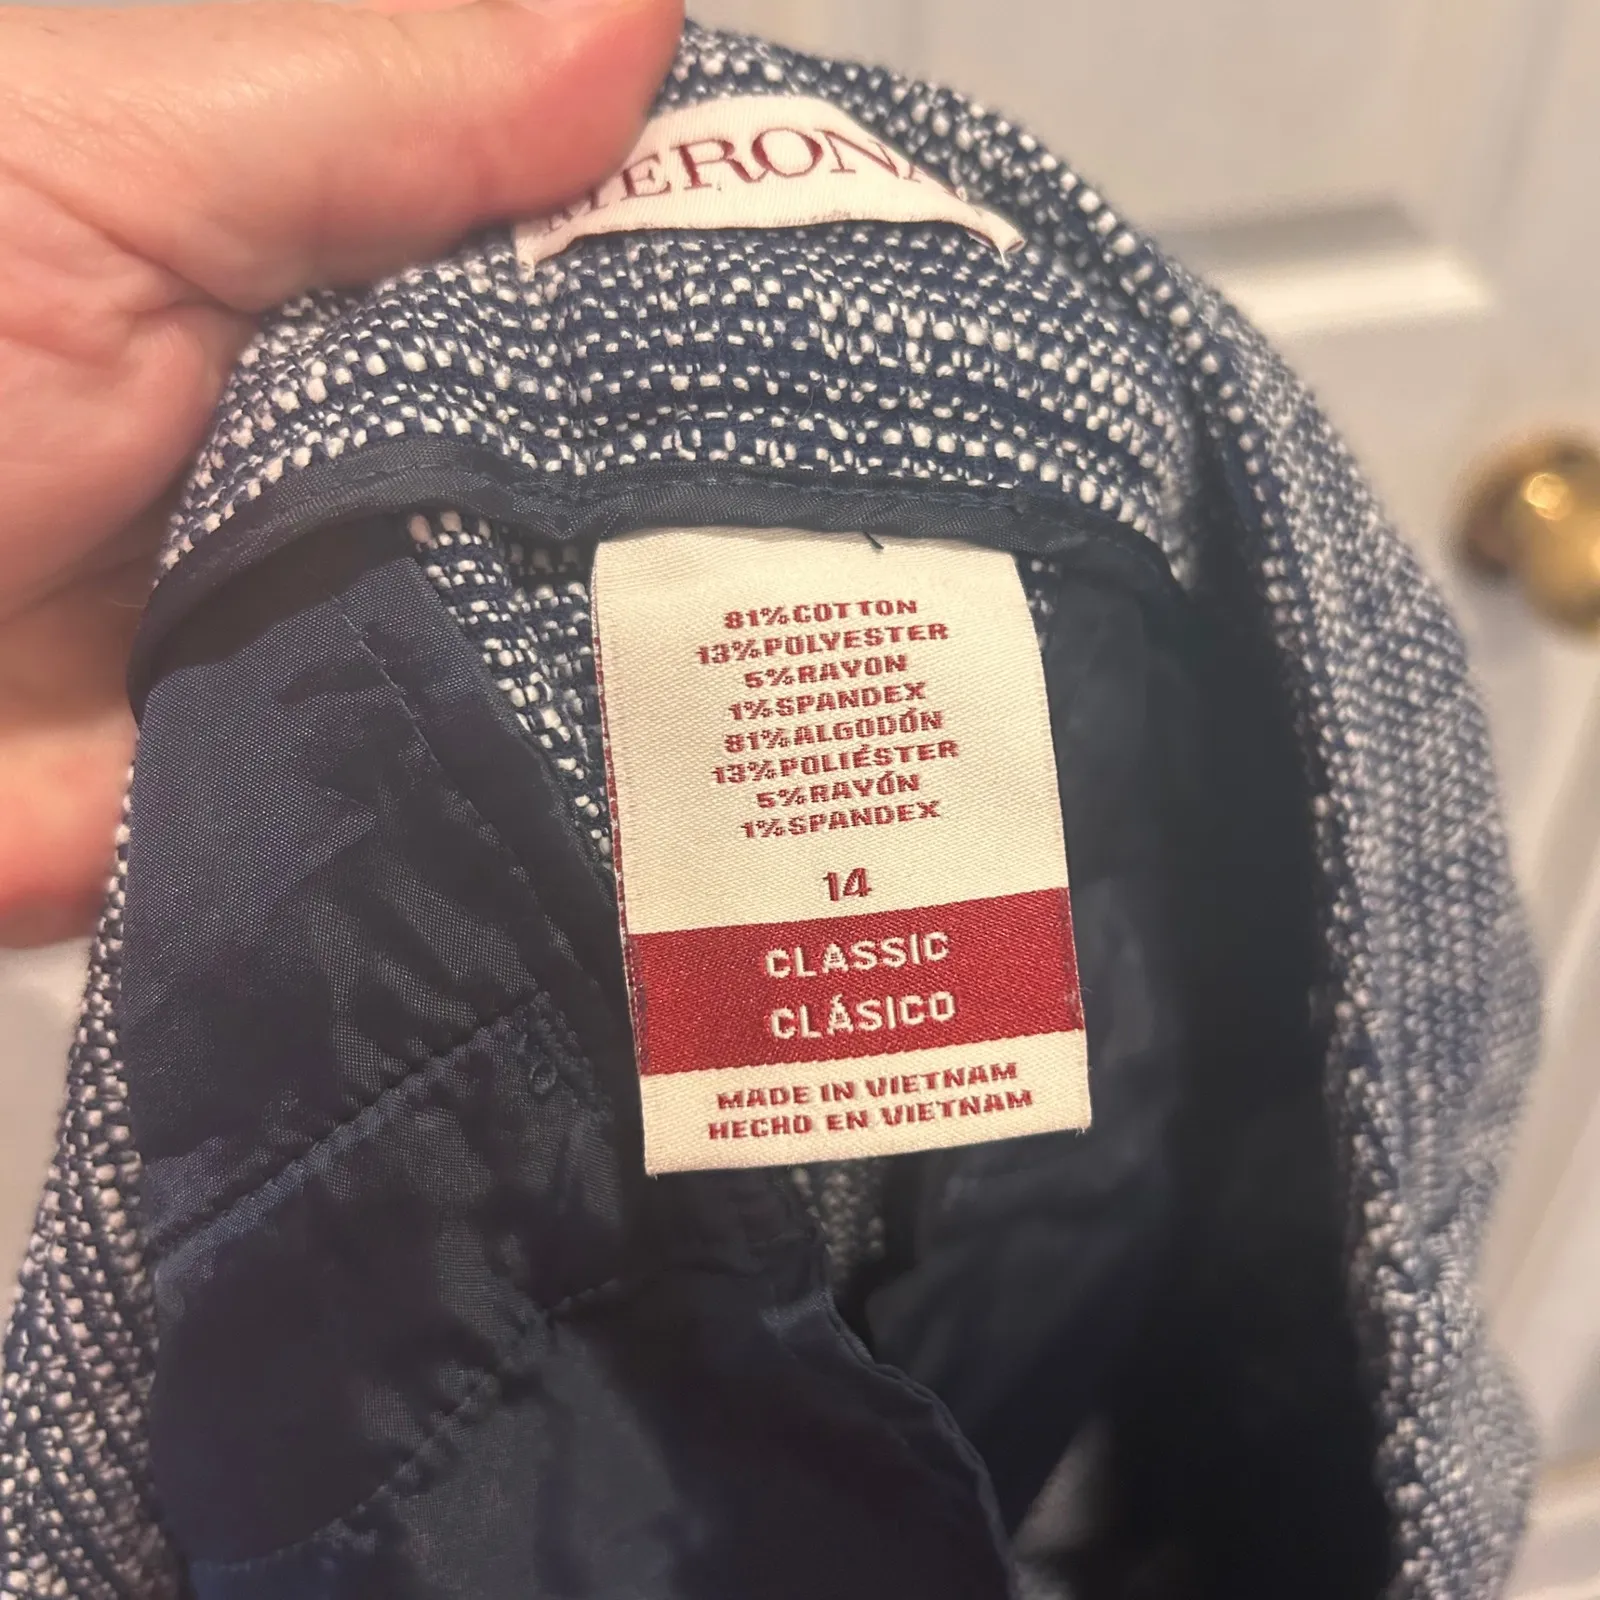 MERONA
81% COTTON
13% POLYESTER
5% RAYON
1% SPANDEX
81% ALGODÓN
13% POLIÉSTER
5% RAYÓN
1% SPANDEX
14
CLASSIC
CLÁSICO
MADE IN VIETNAM
HECHO EN VIETNAM